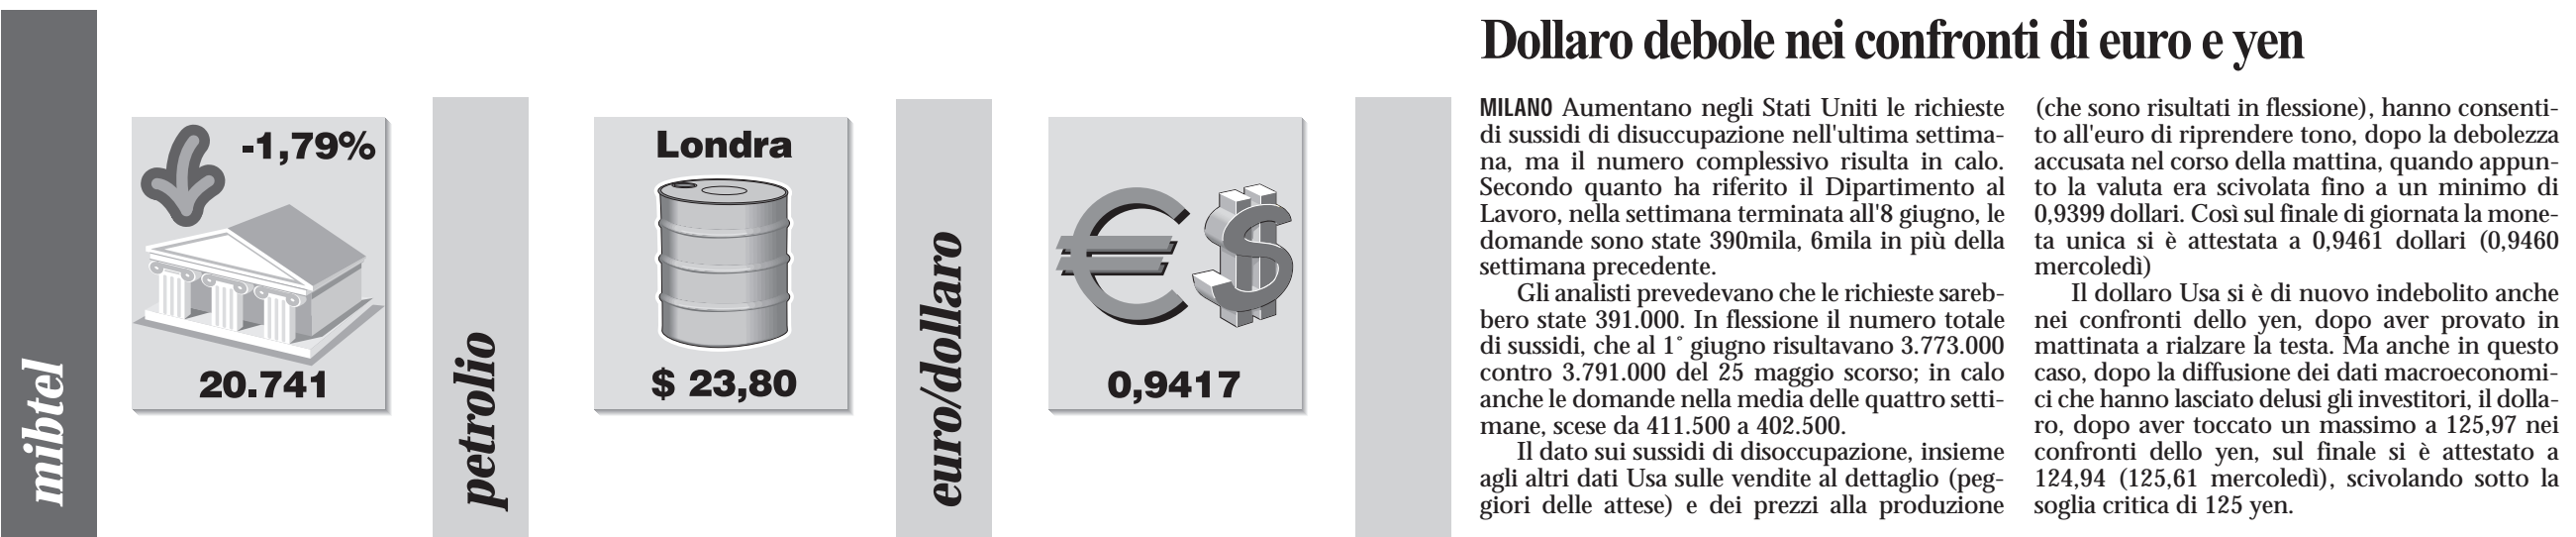 mibtel
-1,79%
20.741
petrolio
Londra
$ 23,80
euro/dollaro
0,9417
Dollaro debole nei confronti di euro e yen
MILANO Aumentano negli Stati Uniti le richieste
di sussidi di disuccupazione nell'ultima settima-
na, ma il numero complessivo risulta in calo.
Secondo quanto ha riferito il Dipartimento al
Lavoro, nella settimana terminata all'8 giugno, le
domande sono state 390mila, 6mila in più della
settimana precedente.
Gli analisti prevedevano che le richieste sareb-
bero state 391.000. In flessione il numero totale
di sussidi, che al 1° giugno risultavano 3.773.000
contro 3.791.000 del 25 maggio scorso; in calo
anche le domande nella media delle quattro setti-
mane, scese da 411.500 a 402.500.
Il dato sui sussidi di disoccupazione, insieme
agli altri dati Usa sulle vendite al dettaglio (peg-
giori delle attese) e dei prezzi alla produzione
(che sono risultati in flessione), hanno consenti-
to all'euro di riprendere tono, dopo la debolezza
accusata nel corso della mattina, quando appun-
to la valuta era scivolata fino a un minimo di
0,9399 dollari. Così sul finale di giornata la mone-
ta unica si è attestata a 0,9461 dollari (0,9460
mercoledì)
Il dollaro Usa si è di nuovo indebolito anche
nei confronti dello yen, dopo aver provato in
mattinata a rialzare la testa. Ma anche in questo
caso, dopo la diffusione dei dati macroeconomi-
ci che hanno lasciato delusi gli investitori, il dolla-
ro, dopo aver toccato un massimo a 125,97 nei
confronti dello yen, sul finale si è attestato a
124,94 (125,61 mercoledì), scivolando sotto la
soglia critica di 125 yen.